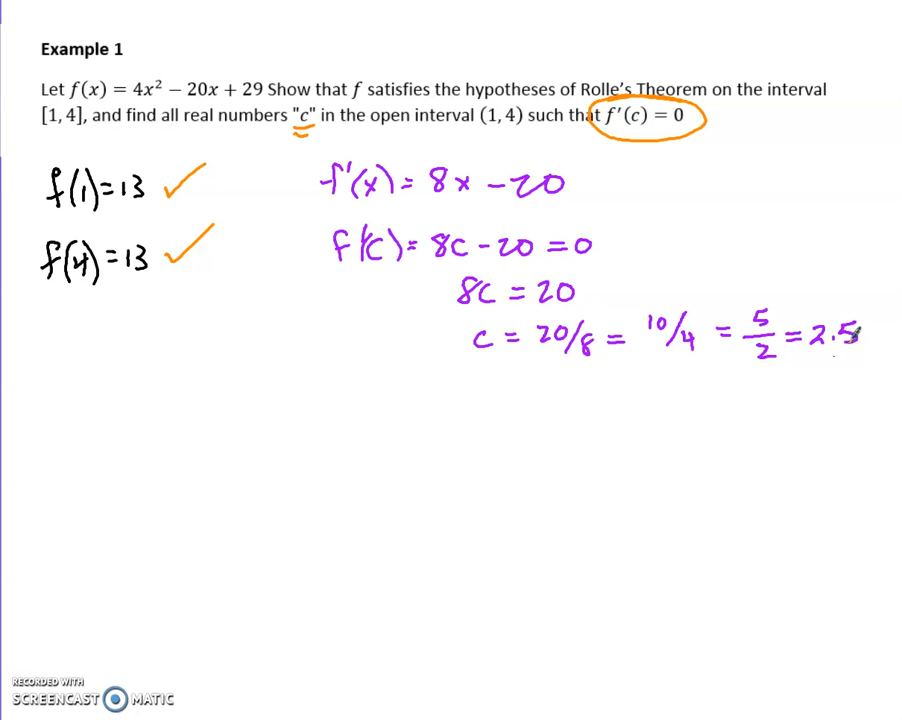 Example 1
Let f(x) = 4x² − 20x + 29 Show that f satisfies the hypotheses of Rolle's Theorem on the interval
[1, 4], and find all real numbers "c" in the open interval (1, 4) such that f′(c) = 0
f(1)=13
f(4)=13
f'(x) = 8x - 20
f'(c) = 8c - 20 = 0
8c = 20
c = 20/8 = 10/4 = 5/2 = 2.5
RECORDED WITH
SCREENCAST MATIC